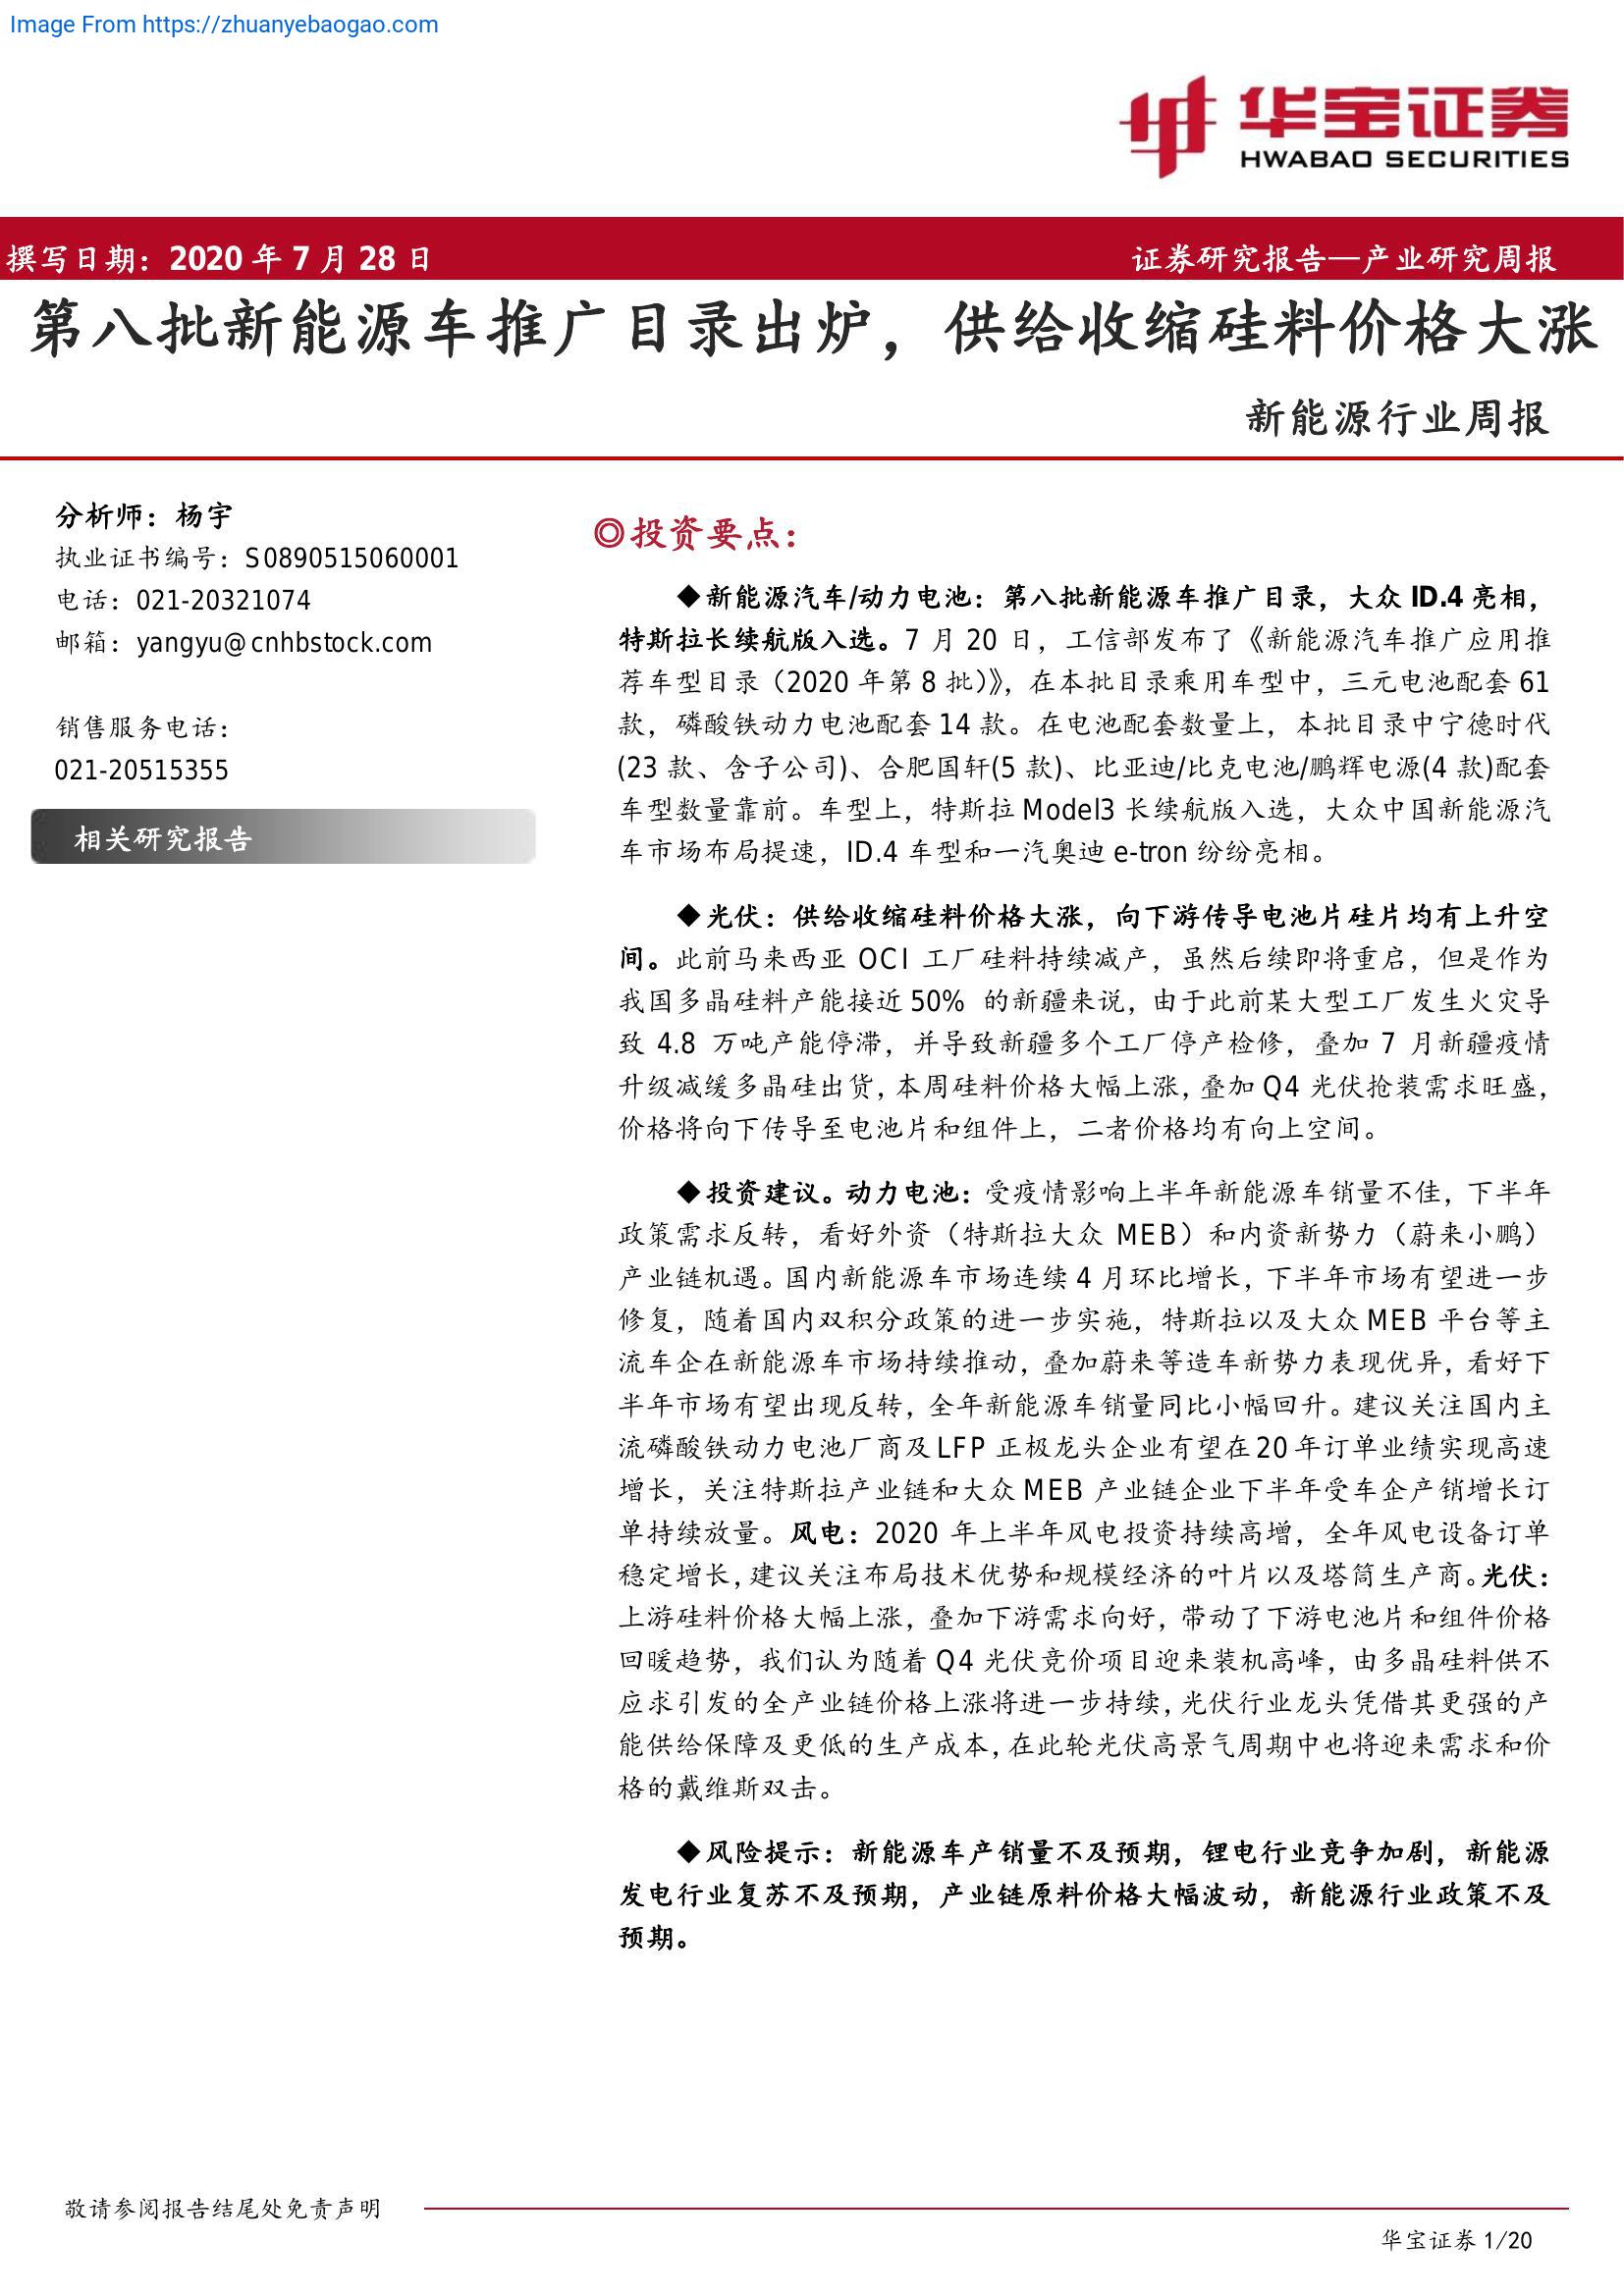 Image From https://zhuanyebaogao.com
华宝证券
HWABAO SECURITIES
撰写日期：2020 年 7 月 28 日
证券研究报告—产业研究周报
第八批新能源车推广目录出炉，供给收缩硅料价格大涨
新能源行业周报
分析师：杨宇
执业证书编号：S0890515060001
电话：021-20321074
邮箱：yangyu@cnhbstock.com
销售服务电话：
021-20515355
相关研究报告
◎投资要点：
◆新能源汽车/动力电池：第八批新能源车推广目录，大众 ID.4 亮相，
特斯拉长续航版入选。7 月 20 日，工信部发布了《新能源汽车推广应用推
荐车型目录（2020 年第 8 批）》，在本批目录乘用车型中，三元电池配套 61
款，磷酸铁动力电池配套 14 款。在电池配套数量上，本批目录中宁德时代
(23 款、含子公司)、合肥国轩(5 款)、比亚迪/比克电池/鹏辉电源(4 款)配套
车型数量靠前。车型上，特斯拉 Model3 长续航版入选，大众中国新能源汽
车市场布局提速，ID.4 车型和一汽奥迪 e-tron 纷纷亮相。
◆光伏：供给收缩硅料价格大涨，向下游传导电池片硅片均有上升空
间。此前马来西亚 OCI 工厂硅料持续减产，虽然后续即将重启，但是作为
我国多晶硅料产能接近 50% 的新疆来说，由于此前某大型工厂发生火灾导
致 4.8 万吨产能停滞，并导致新疆多个工厂停产检修，叠加 7 月新疆疫情
升级减缓多晶硅出货，本周硅料价格大幅上涨，叠加 Q4 光伏抢装需求旺盛，
价格将向下传导至电池片和组件上，二者价格均有向上空间。
◆投资建议。动力电池：受疫情影响上半年新能源车销量不佳，下半年
政策需求反转，看好外资（特斯拉大众 MEB）和内资新势力（蔚来小鹏）
产业链机遇。国内新能源车市场连续 4 月环比增长，下半年市场有望进一步
修复，随着国内双积分政策的进一步实施，特斯拉以及大众 MEB 平台等主
流车企在新能源车市场持续推动，叠加蔚来等造车新势力表现优异，看好下
半年市场有望出现反转，全年新能源车销量同比小幅回升。建议关注国内主
流磷酸铁动力电池厂商及 LFP 正极龙头企业有望在 20 年订单业绩实现高速
增长，关注特斯拉产业链和大众 MEB 产业链企业下半年受车企产销增长订
单持续放量。风电：2020 年上半年风电投资持续高增，全年风电设备订单
稳定增长，建议关注布局技术优势和规模经济的叶片以及塔筒生产商。光伏：
上游硅料价格大幅上涨，叠加下游需求向好，带动了下游电池片和组件价格
回暖趋势，我们认为随着 Q4 光伏竞价项目迎来装机高峰，由多晶硅料供不
应求引发的全产业链价格上涨将进一步持续，光伏行业龙头凭借其更强的产
能供给保障及更低的生产成本，在此轮光伏高景气周期中也将迎来需求和价
格的戴维斯双击。
◆风险提示：新能源车产销量不及预期，锂电行业竞争加剧，新能源
发电行业复苏不及预期，产业链原料价格大幅波动，新能源行业政策不及
预期。
敬请参阅报告结尾处免责声明
华宝证券 1/20